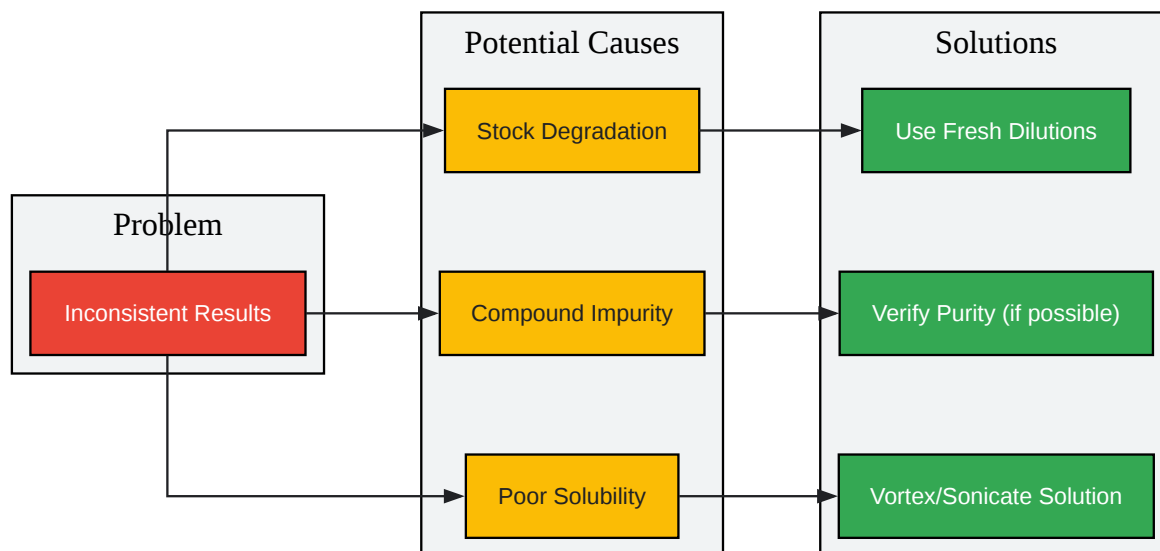 Potential Causes
Solutions
Stock Degradation
Use Fresh Dilutions
Problem
Inconsistent Results
Compound Impurity
Verify Purity (if possible)
Poor Solubility
Vortex/Sonicate Solution